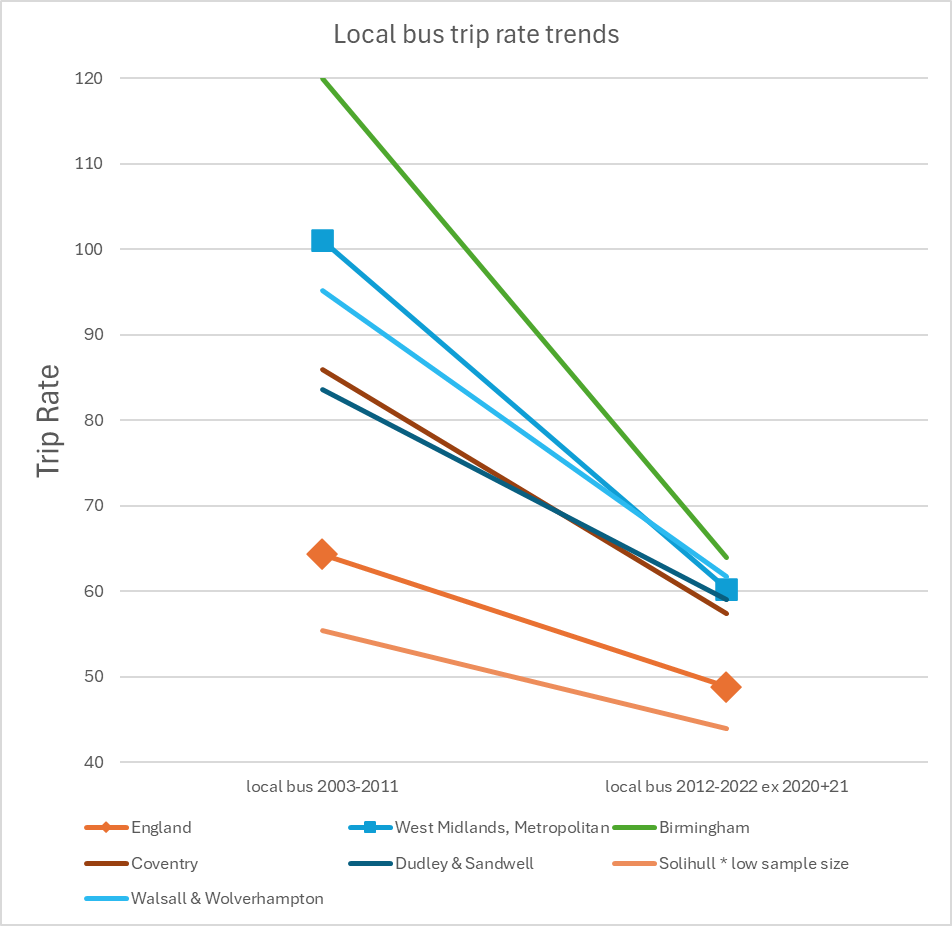 Local bus trip rate trends
120
110
100
90
80
70
60
50
40
Trip Rate
local bus 2003-2011
local bus 2012-2022 ex 2020+21
England
West Midlands, Metropolitan
Birmingham
Coventry
Dudley & Sandwell
Solihull * low sample size
Walsall & Wolverhampton